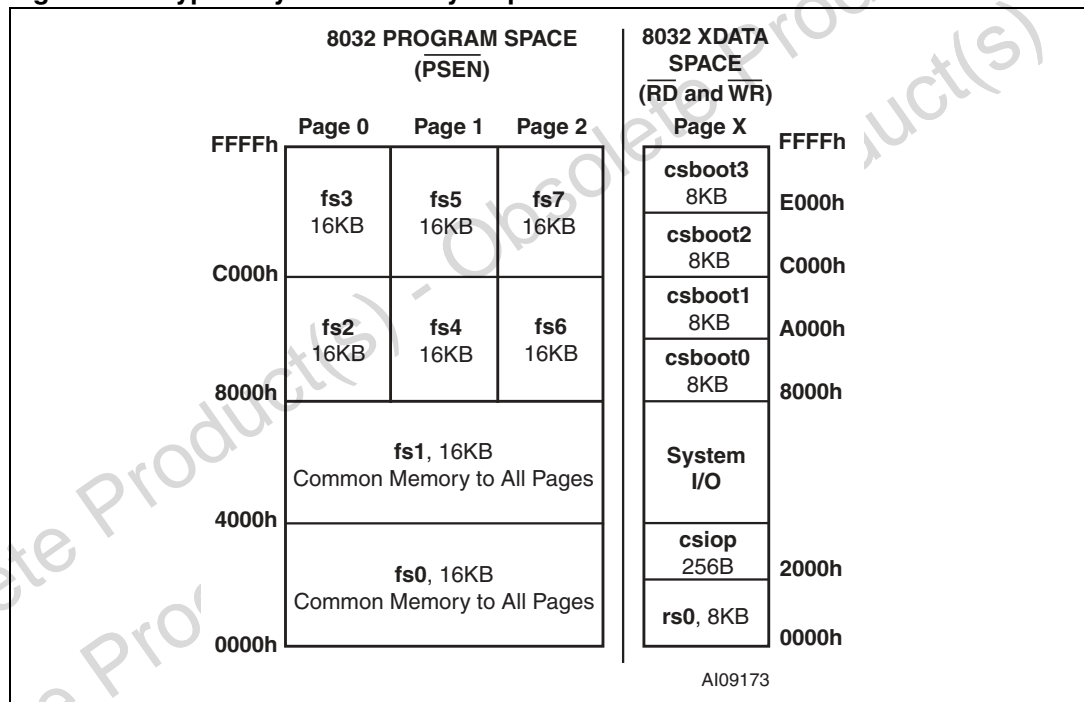 8032 PROGRAM SPACE
(PSEN)
8032 XDATA
SPACE
(RD and WR)
Page 0 Page 1 Page 2
Page X
FFFFh
FFFFh
fs3
16KB
fs5
16KB
fs7
16KB
csboot3
8KB
E000h
csboot2
8KB
C000h
C000h
fs2
16KB
fs4
16KB
fs6
16KB
csboot1
8KB
A000h
csboot0
8KB
8000h
8000h
fs1, 16KB
Common Memory to All Pages
System
I/O
4000h
csiop
256B
2000h
fs0, 16KB
Common Memory to All Pages
rs0, 8KB
0000h
0000h
AI09173
Product(s) - Obsolete